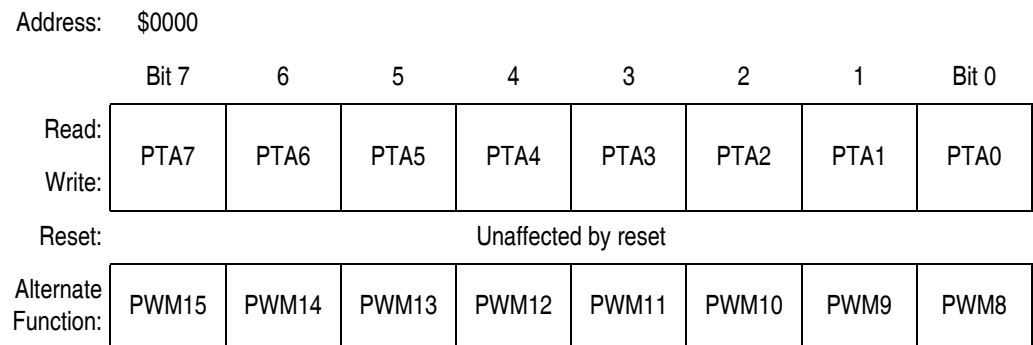 Address: $0000
Bit 7 6 5 4 3 2 1 Bit 0
Read:
PTA7 PTA6 PTA5 PTA4 PTA3 PTA2 PTA1 PTA0
Write:
Reset: Unaffected by reset
Alternate
Function: PWM15 PWM14 PWM13 PWM12 PWM11 PWM10 PWM9 PWM8